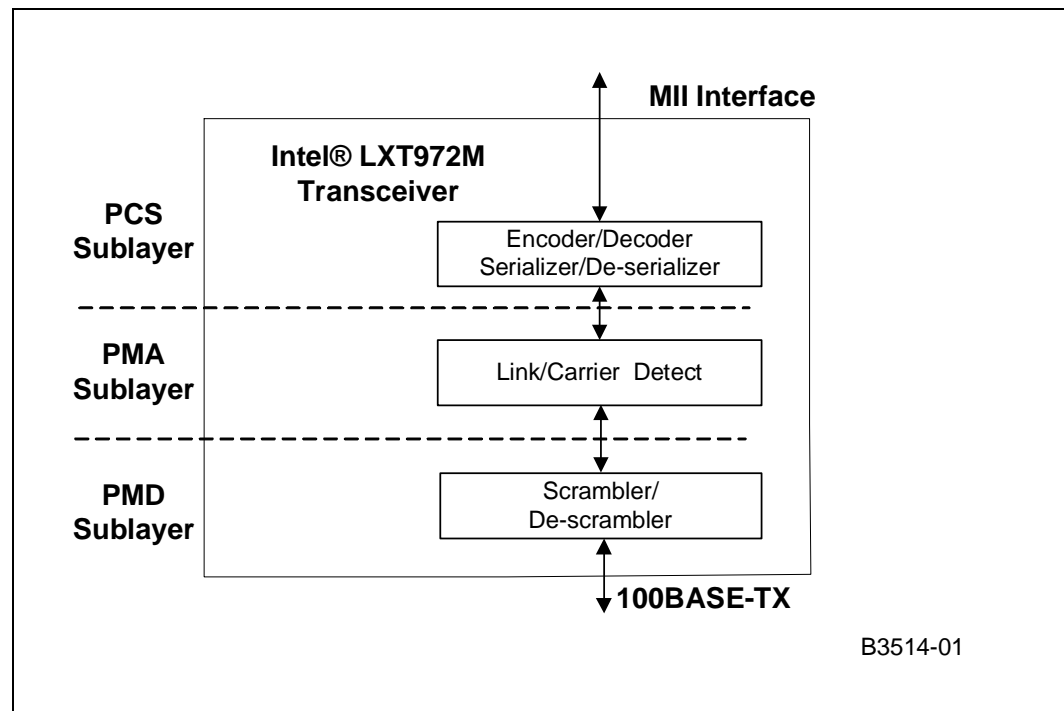 MII Interface
Intel® LXT972M
Transceiver
PCS
Sublayer
Encoder/Decoder
Serializer/De-serializer
PMA
Sublayer
Link/Carrier Detect
PMD
Sublayer
Scrambler/
De-scrambler
100BASE-TX
B3514-01